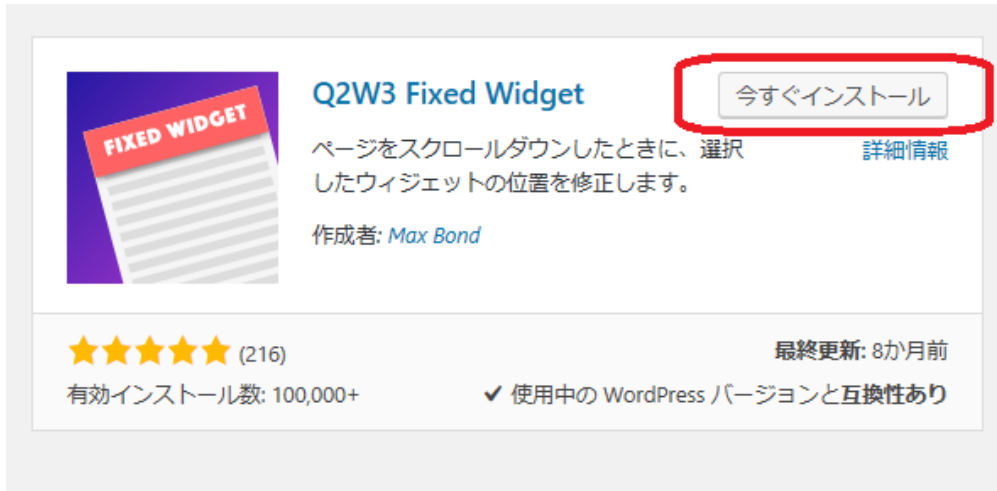 FIXED WIDGET
Q2W3 Fixed Widget
今すぐインストール
ページをスクロールダウンしたときに、選択
したウィジェットの位置を修正します。
詳細情報
作成者: Max Bond
(216)
最終更新: 8か月前
有効インストール数: 100,000+
✔ 使用中の WordPress バージョンと互換性あり